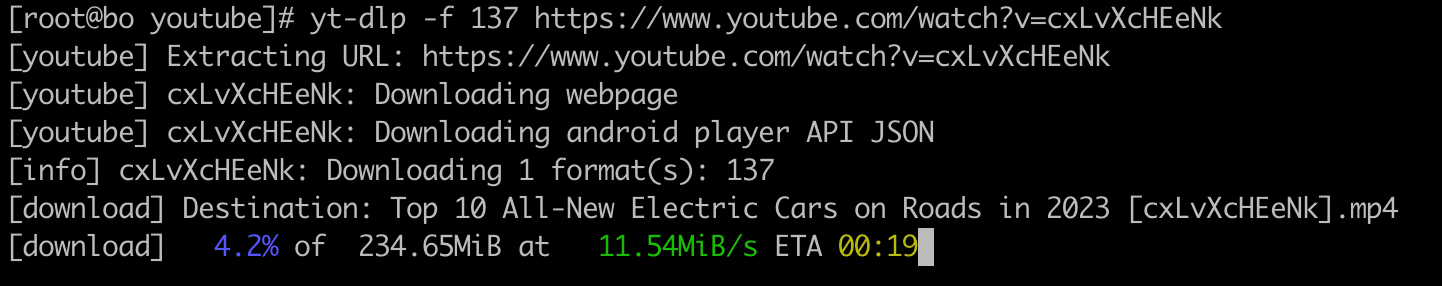 [root@bo youtube]# yt-dlp -f 137 https://www.youtube.com/watch?v=cxLvXcHEeNk
[youtube] Extracting URL: https://www.youtube.com/watch?v=cxLvXcHEeNk
[youtube] cxLvXcHEeNk: Downloading webpage
[youtube] cxLvXcHEeNk: Downloading android player API JSON
[info] cxLvXcHEeNk: Downloading 1 format(s): 137
[download] Destination: Top 10 All-New Electric Cars on Roads in 2023 [cxLvXcHEeNk].mp4
[download]   4.2% of  234.65MiB at   11.54MiB/s ETA 00:19